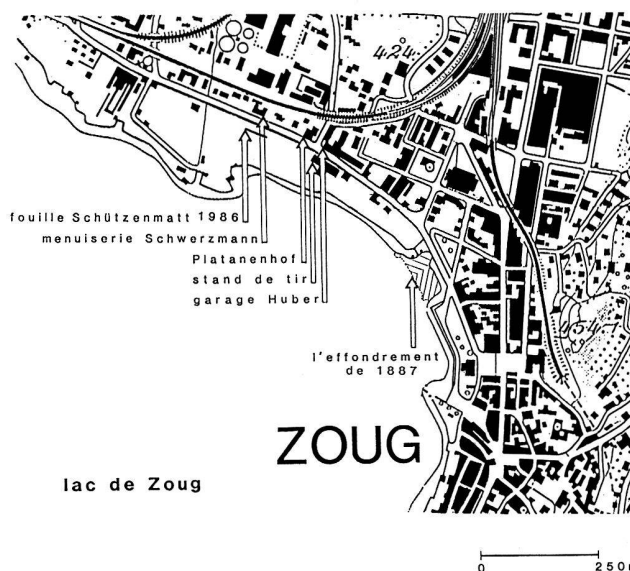 424
fouille Schützenmatt 1986
menuiserie Schwerzmann
Platanenhof
stand de tir
garage Huber
454
l'effondrement
de 1887
ZOUG
lac de Zoug
0 250